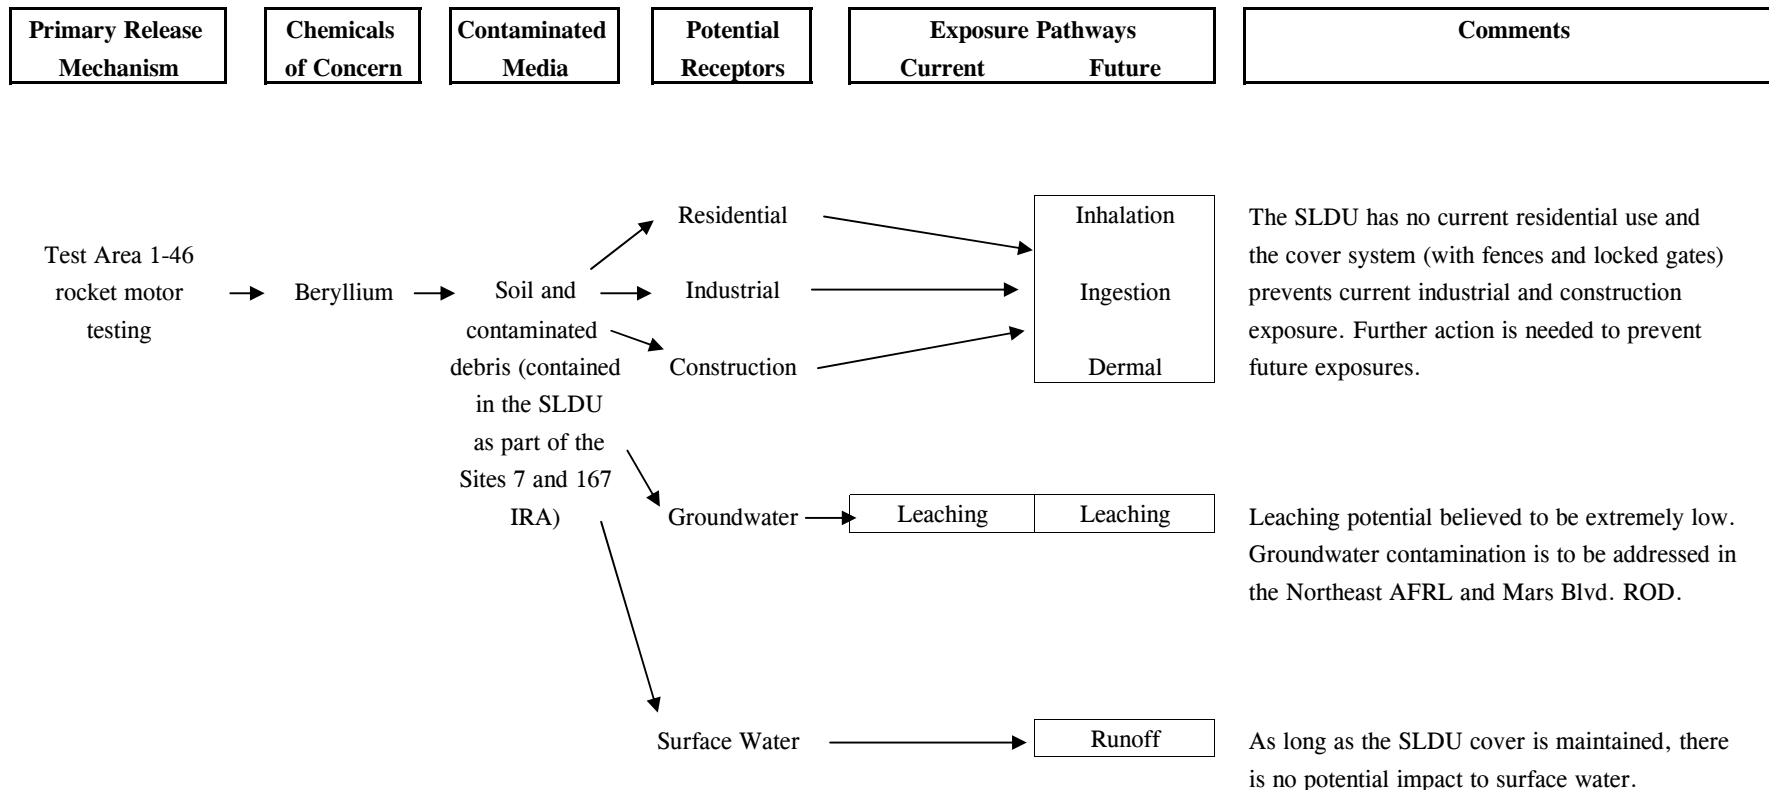 Primary Release Mechanism
Chemicals of Concern
Contaminated Media
Potential Receptors
Exposure Pathways
Current Future
Comments
Test Area 1-46
rocket motor
testing
Beryllium
Soil and
contaminated
debris (contained
in the SLDU
as part of the
Sites 7 and 167
IRA)
Residential
Industrial
Construction
Inhalation
Ingestion
Dermal
The SLDU has no current residential use and
the cover system (with fences and locked gates)
prevents current industrial and construction
exposure. Further action is needed to prevent
future exposures.
Groundwater
Leaching
Leaching
Leaching potential believed to be extremely low.
Groundwater contamination is to be addressed in
the Northeast AFRL and Mars Blvd. ROD.
Surface Water
Runoff
As long as the SLDU cover is maintained, there
is no potential impact to surface water.